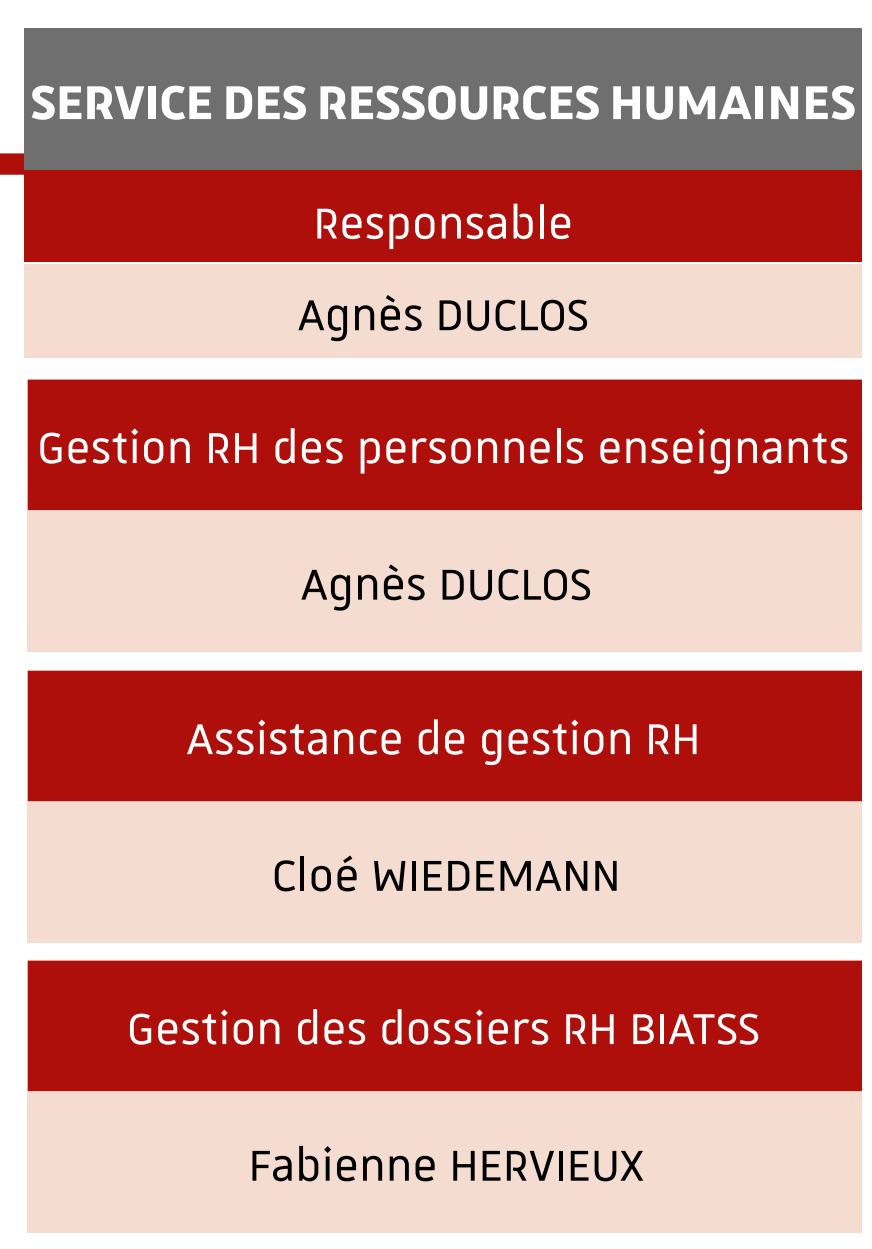 SERVICE DES RESSOURCES HUMAINES
Responsable
Agnès DUCLOS
Gestion RH des personnels enseignants
Agnès DUCLOS
Assistance de gestion RH
Cloé WIEDEMANN
Gestion des dossiers RH BIATSS
Fabienne HERVIEUX